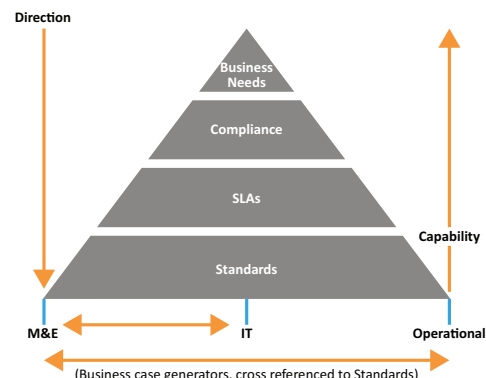 Direction
Business
Needs
Compliance
SLAs
Capability
Standards
M&E
IT
Operational
(Business case generators, cross referenced to Standards)